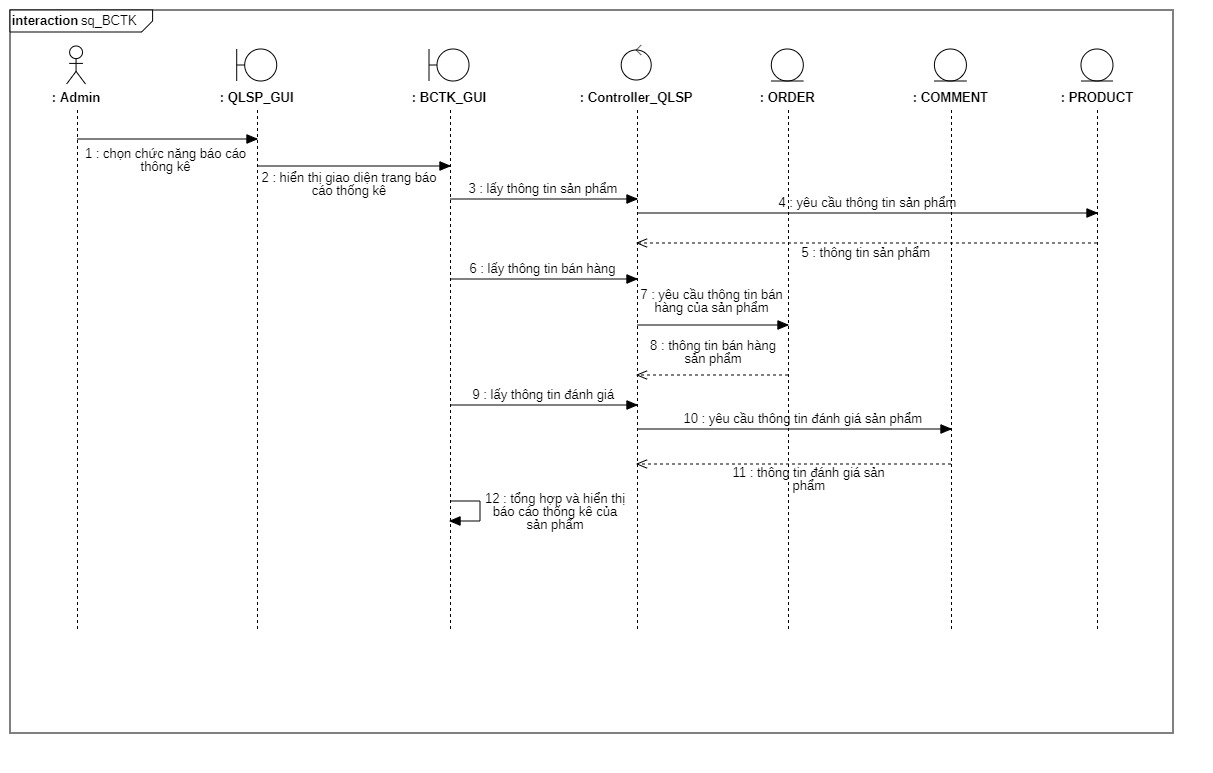 interaction sq_BCTK
: Admin
: QLSP_GUI
: BCTK_GUI
: Controller_QLSP
: ORDER
: COMMENT
: PRODUCT
1 : chọn chức năng báo cáo
thông kê
2 : hiển thị giao diện trang báo
cáo thống kê
3 : lấy thông tin sản phẩm
4 : yêu cầu thông tin sản phẩm
5 : thông tin sản phẩm
6 : lấy thông tin bán hàng
7 : yêu cầu thông tin bán
hàng của sản phẩm
8 : thông tin bán hàng
sản phẩm
9 : lấy thông tin đánh giá
10 : yêu cầu thông tin đánh giá sản phẩm
11 : thông tin đánh giá sản
phẩm
12 : tổng hợp và hiển thị
báo cáo thống kê của
sản phẩm